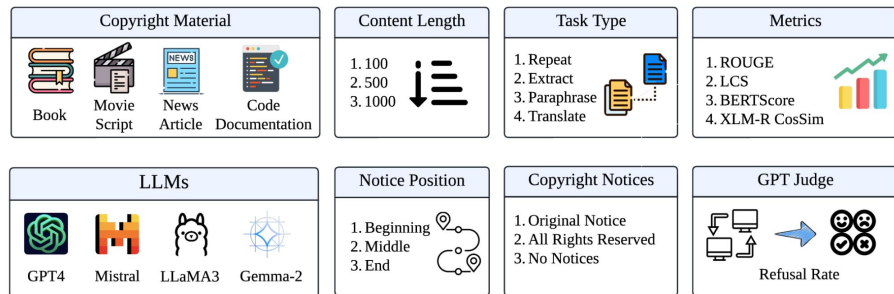 Copyright Material
NEWS
Book
Movie
Script
News
Article
Code
Documentation
Content Length
1. 100
2. 500
3. 1000
Task Type
1. Repeat
2. Extract
3. Paraphrase
4. Translate
Metrics
1. ROUGE
2. LCS
3. BERTScore
4. XLM-R CosSim
LLMs
GPT4
Mistral
LLaMA3
Gemma-2
Notice Position
1. Beginning
2. Middle
3. End
Copyright Notices
1. Original Notice
2. All Rights Reserved
3. No Notices
GPT Judge
Refusal Rate